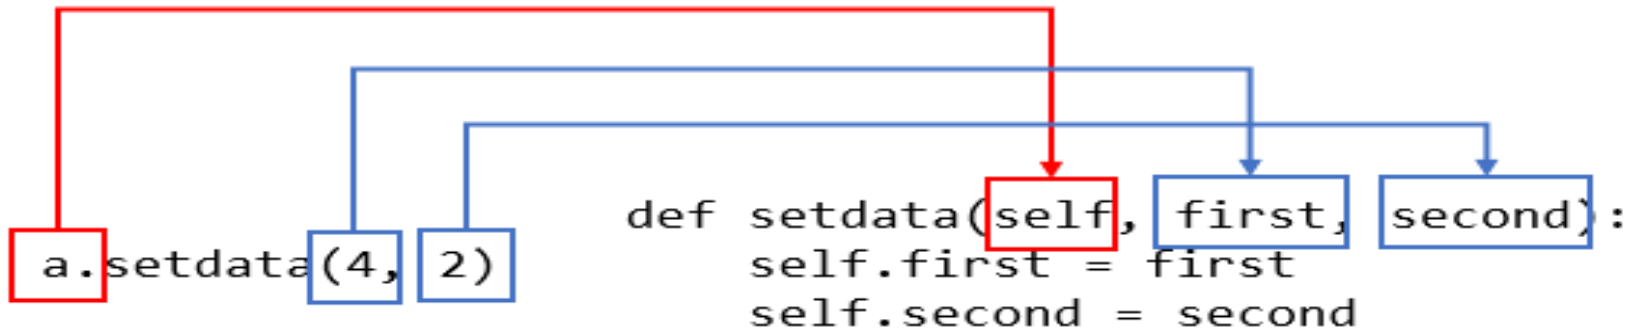 def setdata(self, first, second):
a.setdata(4, 2)
self.first = first
self.second = second